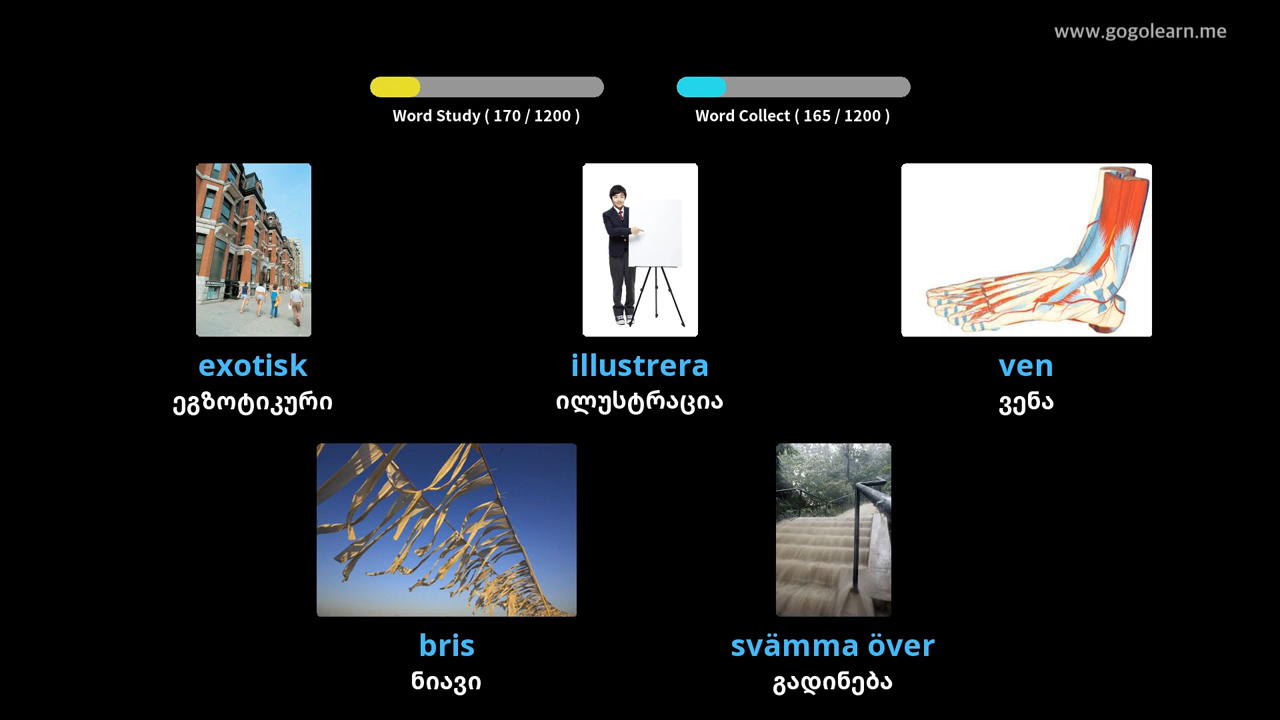 www.gogolearn.me
Word Study ( 170 / 1200 )
Word Collect ( 165 / 1200 )
exotisk
ეგზოტიკური
illustrera
ილუსტრაცია
ven
ვენა
bris
ნიავი
svämma över
გადინება